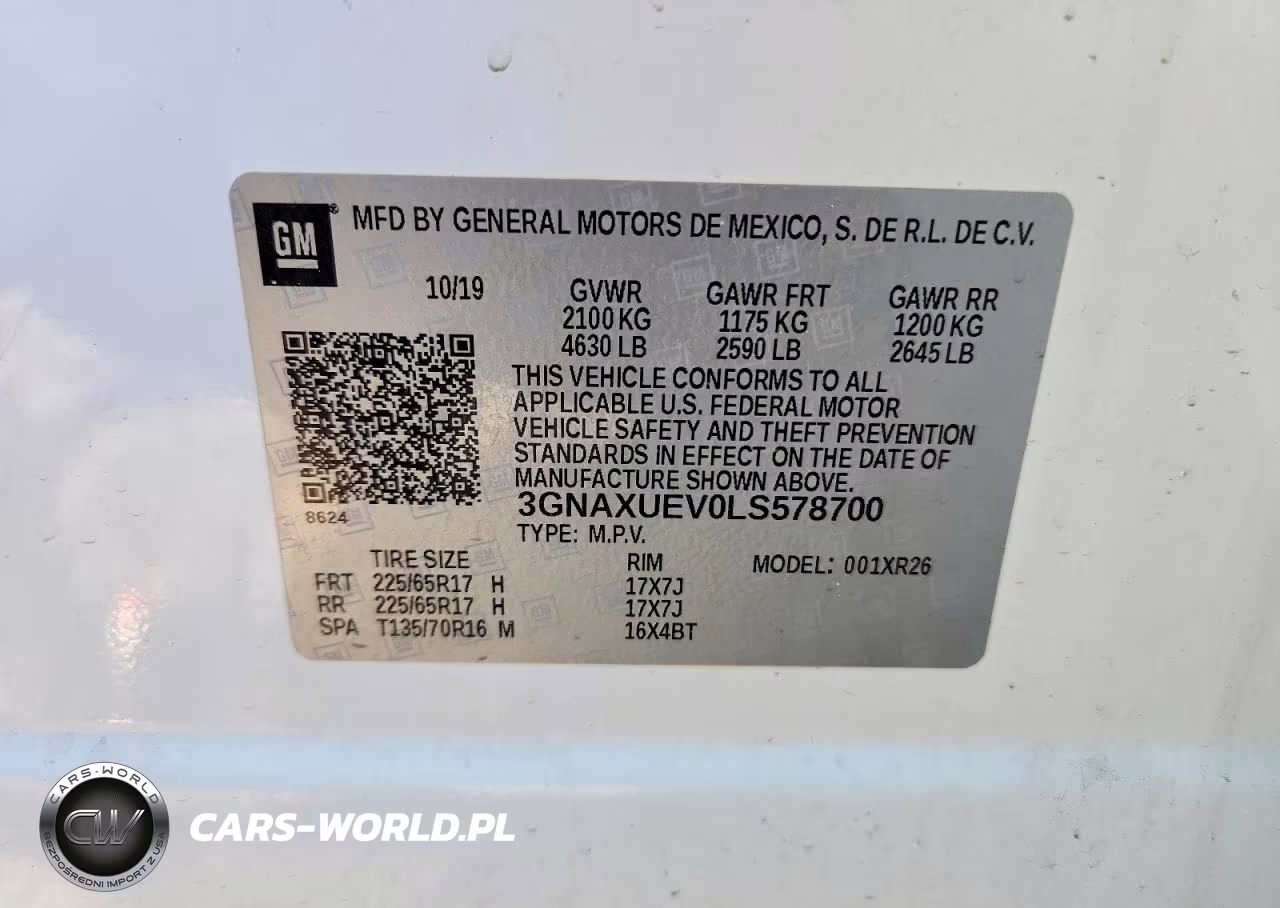 GM
MFD BY GENERAL MOTORS DE MEXICO, S. DE R.L. DE C.V.
10/19 GVWR GAWR FRT GAWR RR
2100 KG 1175 KG 1200 KG
4630 LB 2590 LB 2645 LB
THIS VEHICLE CONFORMS TO ALL
APPLICABLE U.S. FEDERAL MOTOR
VEHICLE SAFETY AND THEFT PREVENTION
STANDARDS IN EFFECT ON THE DATE OF
MANUFACTURE SHOWN ABOVE.
3GNAXUEV0LS578700
8624
TYPE: M.P.V.
TIRE SIZE RIM MODEL: 001XR26
FRT 225/65R17 H 17X7J
RR 225/65R17 H 17X7J
SPA T135/70R16 M 16X4BT
CARS-WORLD
CW
BEZPOŚREDNI IMPORT Z USA
CARS-WORLD.PL